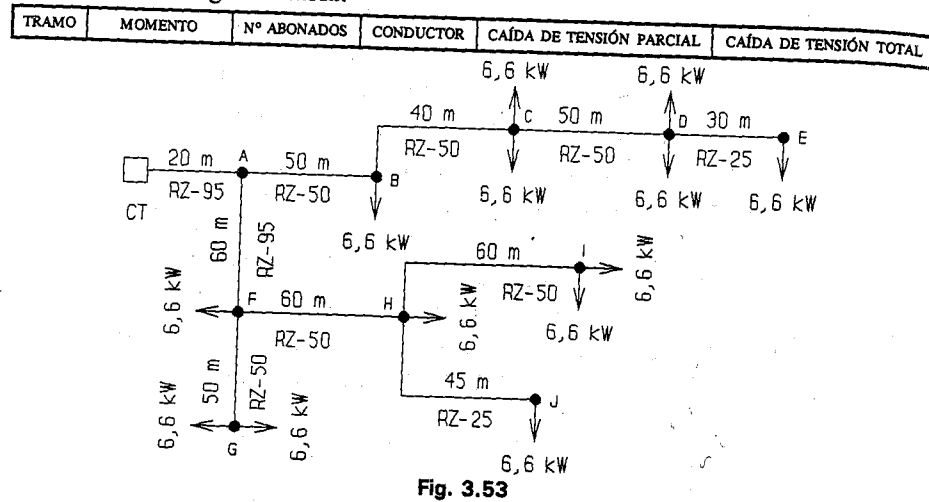 TRAMO MOMENTO Nº ABONADOS CONDUCTOR CAÍDA DE TENSIÓN PARCIAL CAÍDA DE TENSIÓN TOTAL
6,6 kW 6,6 kW
40 m C 50 m D 30 m E
RZ-50 RZ-50 RZ-25
20 m A 50 m B
RZ-95 RZ-50
CT
6,6 kW 6,6 kW 6,6 kW
6,6 kW
60 m RZ-95
60 m I
RZ-50
6,6 kW
6,6 kW
6,6 kW
F 60 m H
RZ-50
6,6 kW
50 m RZ-50
45 m J
RZ-25
6,6 kW 6,6 kW
G
6,6 kW
Fig. 3.53